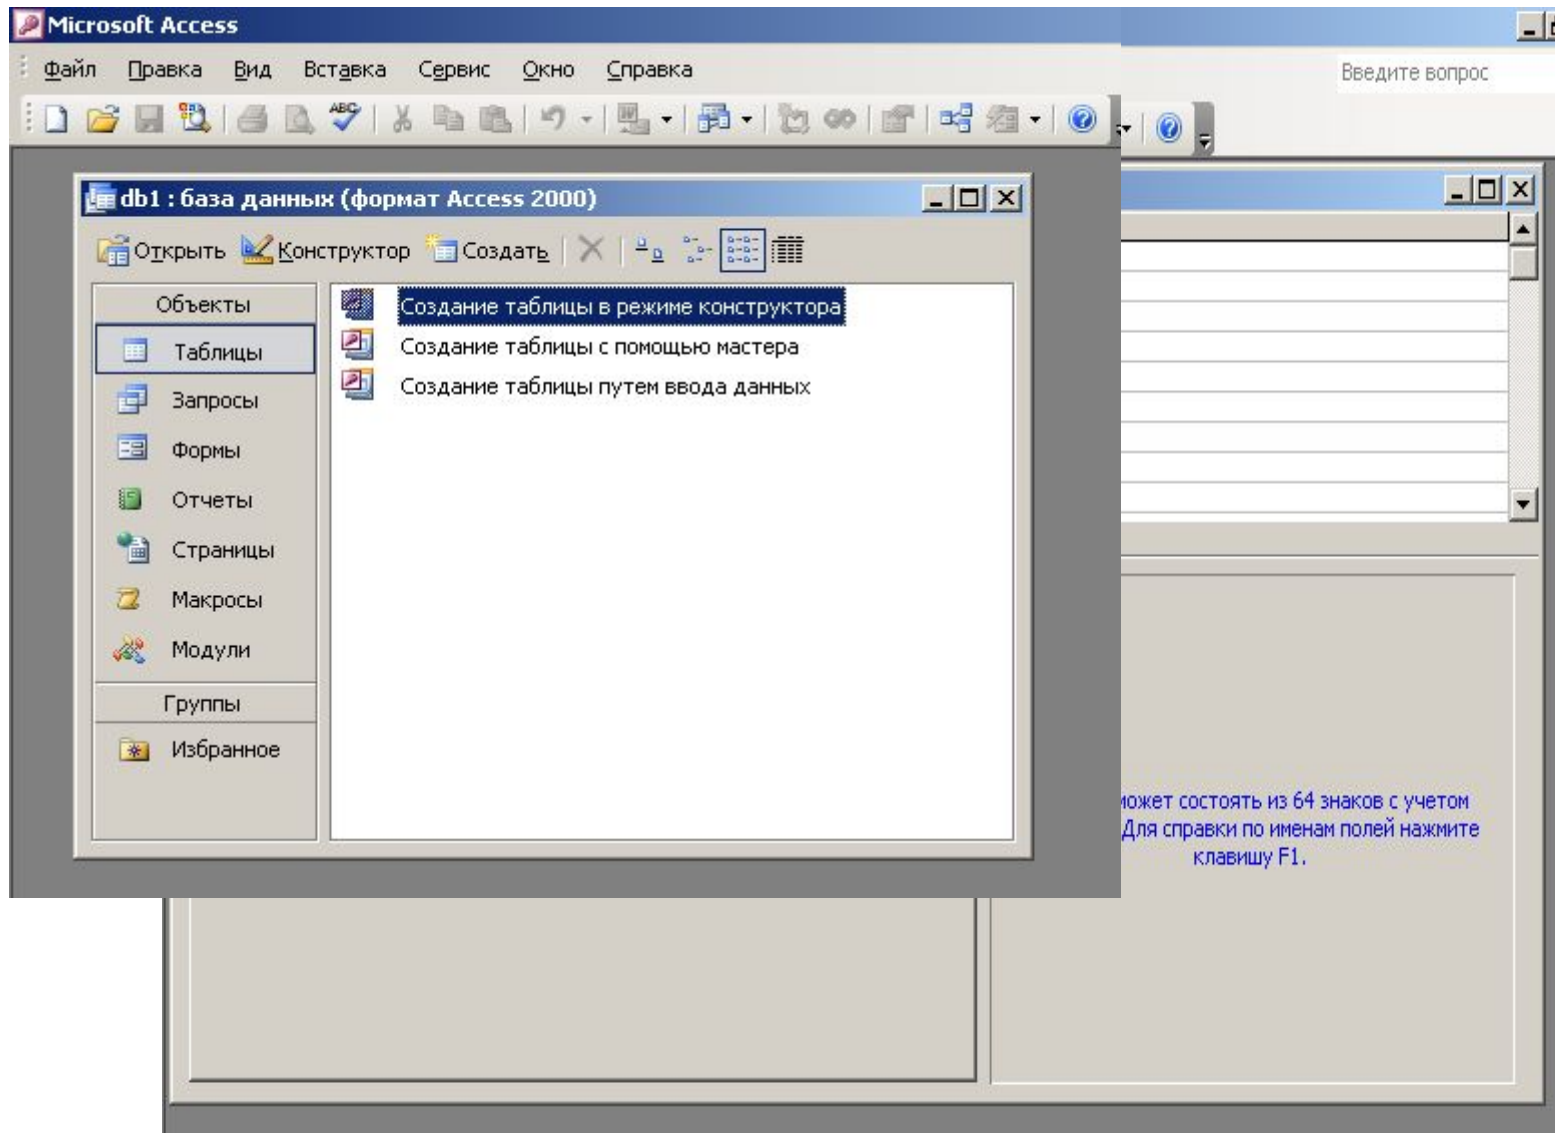 Microsoft Access
Файл Правка Вид Вставка Сервис Окно Справка
Введите вопрос
db1 : база данных (формат Access 2000)
Открыть Конструктор Создать
Объекты
Таблицы
Запросы
Формы
Отчеты
Страницы
Макросы
Модули
Группы
Избранное
Создание таблицы в режиме конструктора
Создание таблицы с помощью мастера
Создание таблицы путем ввода данных
может состоять из 64 знаков с учетом
Для справки по именам полей нажмите
клавишу F1.